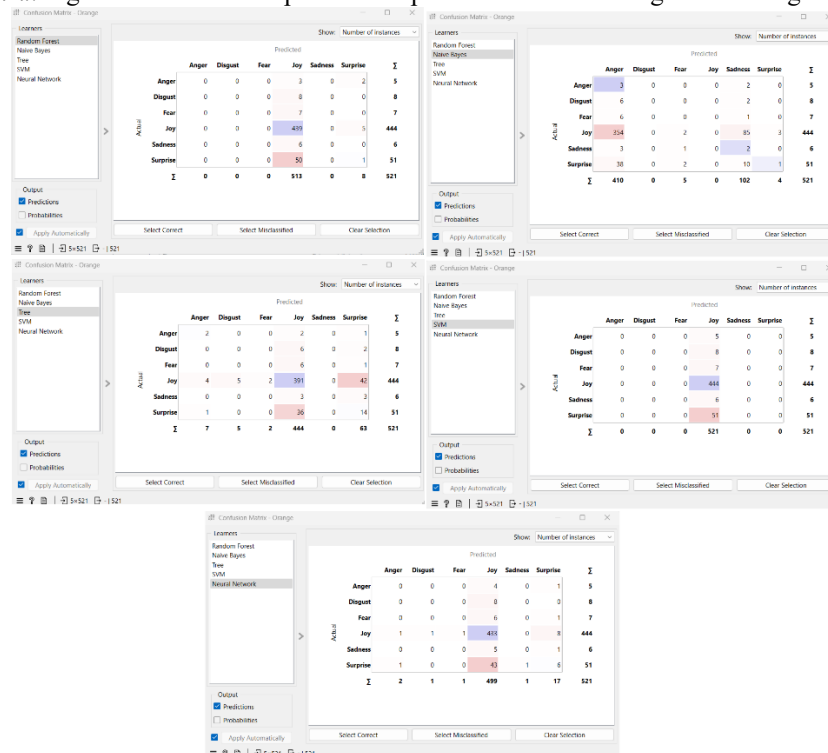 Confusion Matrix - Orange
Learners
Random Forest
Naive Bayes
Tree
SVM
Neural Network
Output
Predictions
Probabilities
Apply Automatically
Show: Number of instances
Predicted
Anger Disgust Fear Joy Sadness Surprise Σ
Actual
Anger 0 0 0 3 0 2 5
Disgust 0 0 0 8 0 0 8
Fear 0 0 0 7 0 0 7
Joy 0 0 0 439 0 5 444
Sadness 0 0 0 6 0 0 6
Surprise 0 0 0 50 0 1 51
Σ 0 0 0 513 0 8 521
Select Correct Select Misclassified Clear Selection
5×521 - | 521
Confusion Matrix - Orange
Learners
Random Forest
Naive Bayes
Tree
SVM
Neural Network
Output
Predictions
Probabilities
Apply Automatically
Show: Number of instances
Predicted
Anger Disgust Fear Joy Sadness Surprise Σ
Actual
Anger 3 0 0 0 2 0 5
Disgust 6 0 0 0 2 0 8
Fear 6 0 0 0 1 0 7
Joy 354 0 2 0 85 3 444
Sadness 3 0 1 0 2 0 6
Surprise 38 0 2 0 10 1 51
Σ 410 0 5 0 102 4 521
Select Correct Select Misclassified Clear Selection
5×521 - | 521
Confusion Matrix - Orange
Learners
Random Forest
Naive Bayes
Tree
SVM
Neural Network
Output
Predictions
Probabilities
Apply Automatically
Show: Number of instances
Predicted
Anger Disgust Fear Joy Sadness Surprise Σ
Actual
Anger 2 0 0 2 0 1 5
Disgust 0 0 0 6 0 2 8
Fear 0 0 0 6 0 1 7
Joy 4 5 2 391 0 42 444
Sadness 0 0 0 3 0 3 6
Surprise 1 0 0 36 0 14 51
Σ 7 5 2 444 0 63 521
Select Correct Select Misclassified Clear Selection
5×521 - | 521
Confusion Matrix - Orange
Learners
Random Forest
Naive Bayes
Tree
SVM
Neural Network
Output
Predictions
Probabilities
Apply Automatically
Show: Number of instances
Predicted
Anger Disgust Fear Joy Sadness Surprise Σ
Actual
Anger 0 0 0 5 0 0 5
Disgust 0 0 0 8 0 0 8
Fear 0 0 0 7 0 0 7
Joy 0 0 0 444 0 0 444
Sadness 0 0 0 6 0 0 6
Surprise 0 0 0 51 0 0 51
Σ 0 0 0 521 0 0 521
Select Correct Select Misclassified Clear Selection
5×521 - | 521
Confusion Matrix - Orange
Learners
Random Forest
Naive Bayes
Tree
SVM
Neural Network
Output
Predictions
Probabilities
Apply Automatically
Show: Number of instances
Predicted
Anger Disgust Fear Joy Sadness Surprise Σ
Actual
Anger 0 0 0 4 0 1 5
Disgust 0 0 0 8 0 0 8
Fear 0 0 0 6 0 1 7
Joy 1 1 1 433 0 8 444
Sadness 0 0 0 5 0 1 6
Surprise 1 0 0 43 1 6 51
Σ 2 1 1 499 1 17 521
Select Correct Select Misclassified Clear Selection